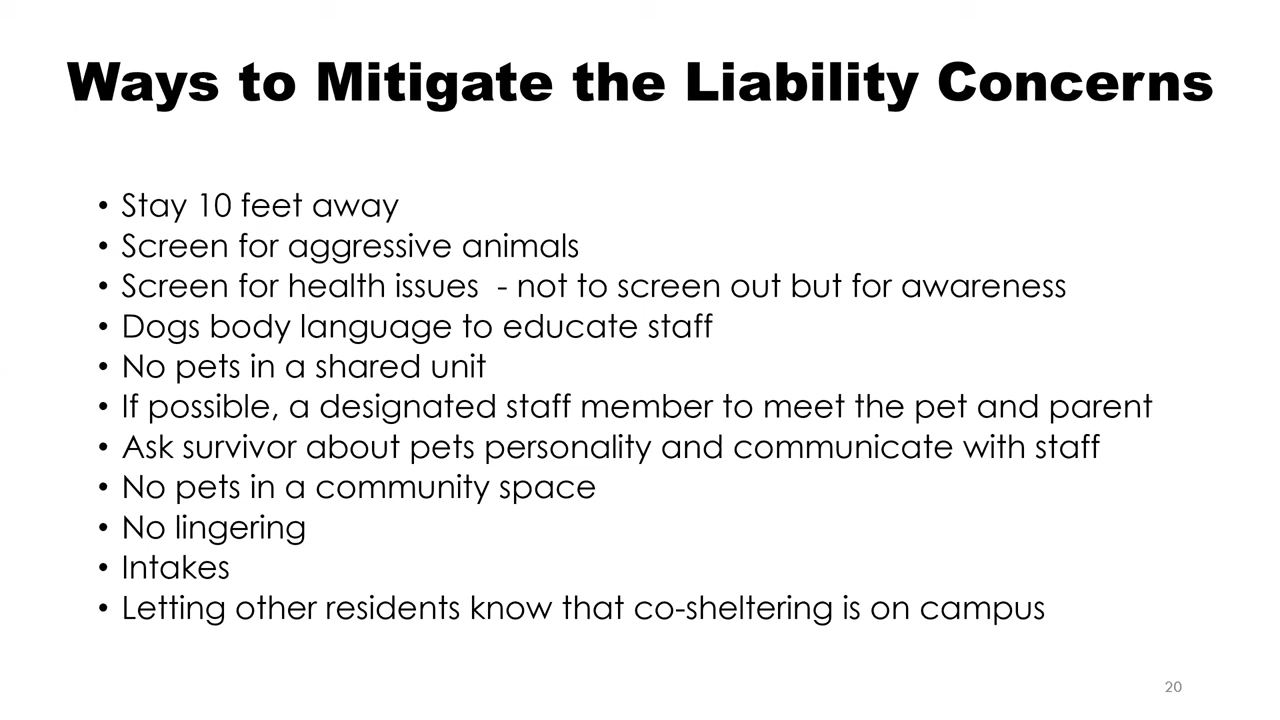 Ways to Mitigate the Liability Concerns
• Stay 10 feet away
• Screen for aggressive animals
• Screen for health issues  - not to screen out but for awareness
• Dogs body language to educate staff
• No pets in a shared unit
• If possible, a designated staff member to meet the pet and parent
• Ask survivor about pets personality and communicate with staff
• No pets in a community space
• No lingering
• Intakes
• Letting other residents know that co-sheltering is on campus
20